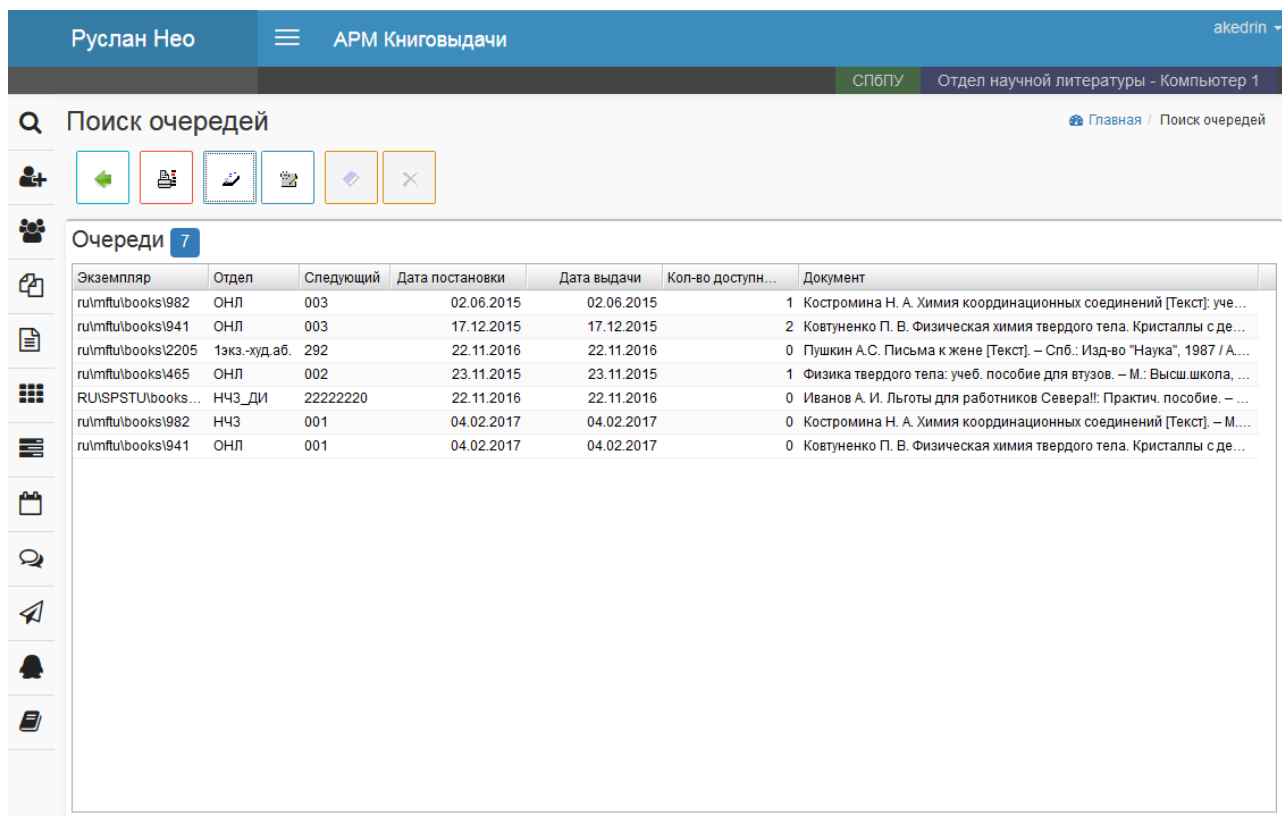 Руслан Нео АРМ Книговыдачи akedrin
СПбПУ Отдел научной литературы - Компьютер 1
Поиск очередей Главная / Поиск очередей
Очереди 7
Экземпляр Отдел Следующий Дата постановки Дата выдачи Кол-во доступн... Документ
ru\mftu\books\982 ОНЛ 003 02.06.2015 02.06.2015 1 Костромина Н. А. Химия координационных соединений [Текст]: уче...
ru\mftu\books\941 ОНЛ 003 17.12.2015 17.12.2015 2 Ковтуненко П. В. Физическая химия твердого тела. Кристаллы с де...
ru\mftu\books\2205 1экз.-худ.аб. 292 22.11.2016 22.11.2016 0 Пушкин А.С. Письма к жене [Текст]. – Спб.: Изд-во "Наука", 1987 / А....
ru\mftu\books\465 ОНЛ 002 23.11.2015 23.11.2015 1 Физика твердого тела: учеб. пособие для втузов. – М.: Высш.школа, ...
RU\SPSTU\books... НЧЗ_ДИ 22222220 22.11.2016 22.11.2016 0 Иванов А. И. Льготы для работников Севера!!: Практич. пособие. – ...
ru\mftu\books\982 НЧЗ 001 04.02.2017 04.02.2017 0 Костромина Н. А. Химия координационных соединений [Текст]. – М....
ru\mftu\books\941 ОНЛ 001 04.02.2017 04.02.2017 0 Ковтуненко П. В. Физическая химия твердого тела. Кристаллы с де...